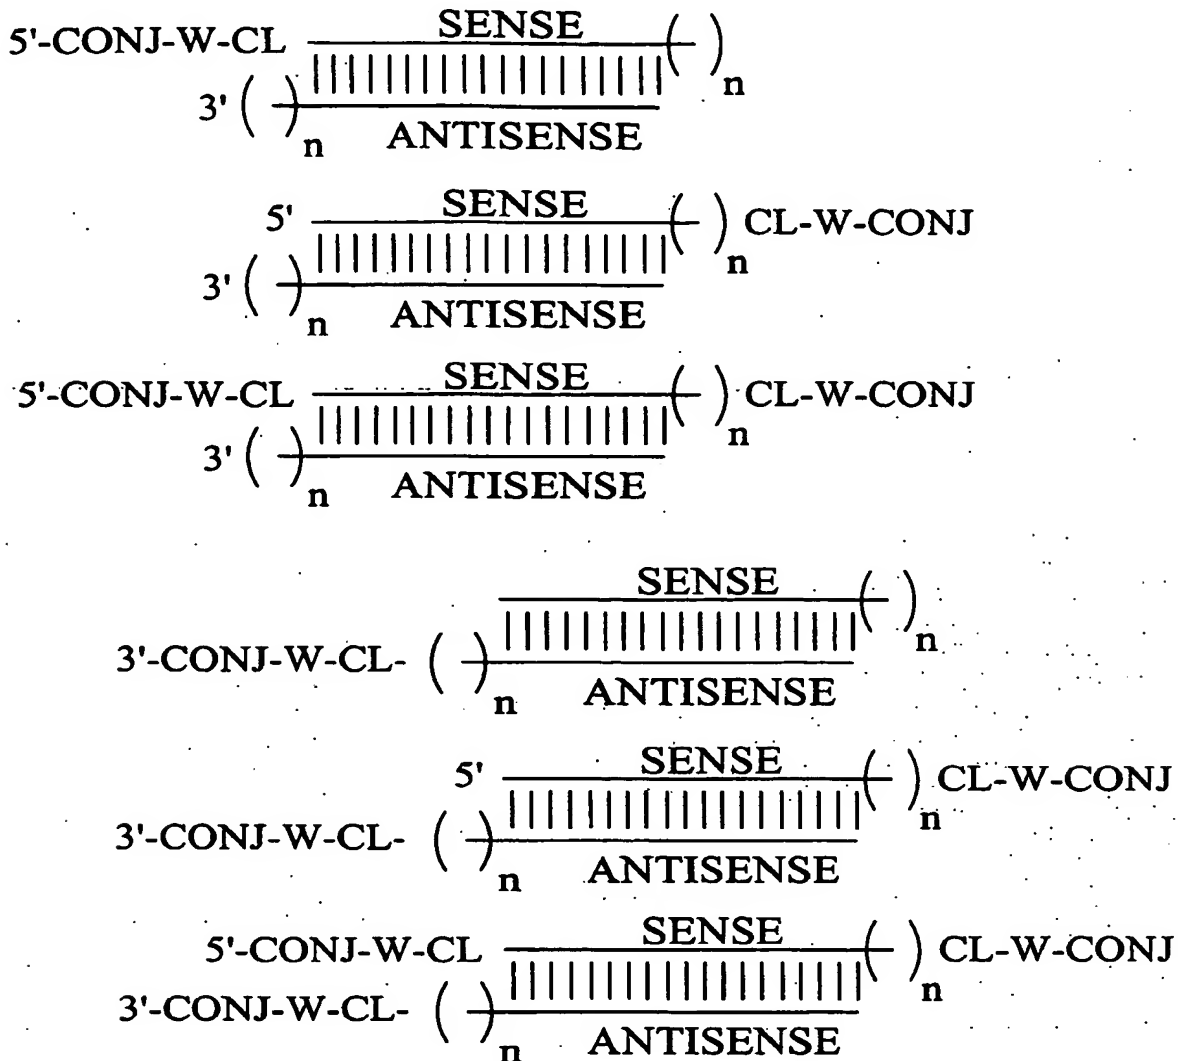 SENSE
5'-CONJ-W-CL ( )n
3' ( )n ANTISENSE
SENSE
5' ( )n CL-W-CONJ
3' ( )n ANTISENSE
SENSE
5'-CONJ-W-CL ( )n CL-W-CONJ
3' ( )n ANTISENSE
SENSE
( )n
3'-CONJ-W-CL- ( )n ANTISENSE
SENSE
5' ( )n CL-W-CONJ
3'-CONJ-W-CL- ( )n ANTISENSE
SENSE
5'-CONJ-W-CL ( )n CL-W-CONJ
3'-CONJ-W-CL- ( )n ANTISENSE